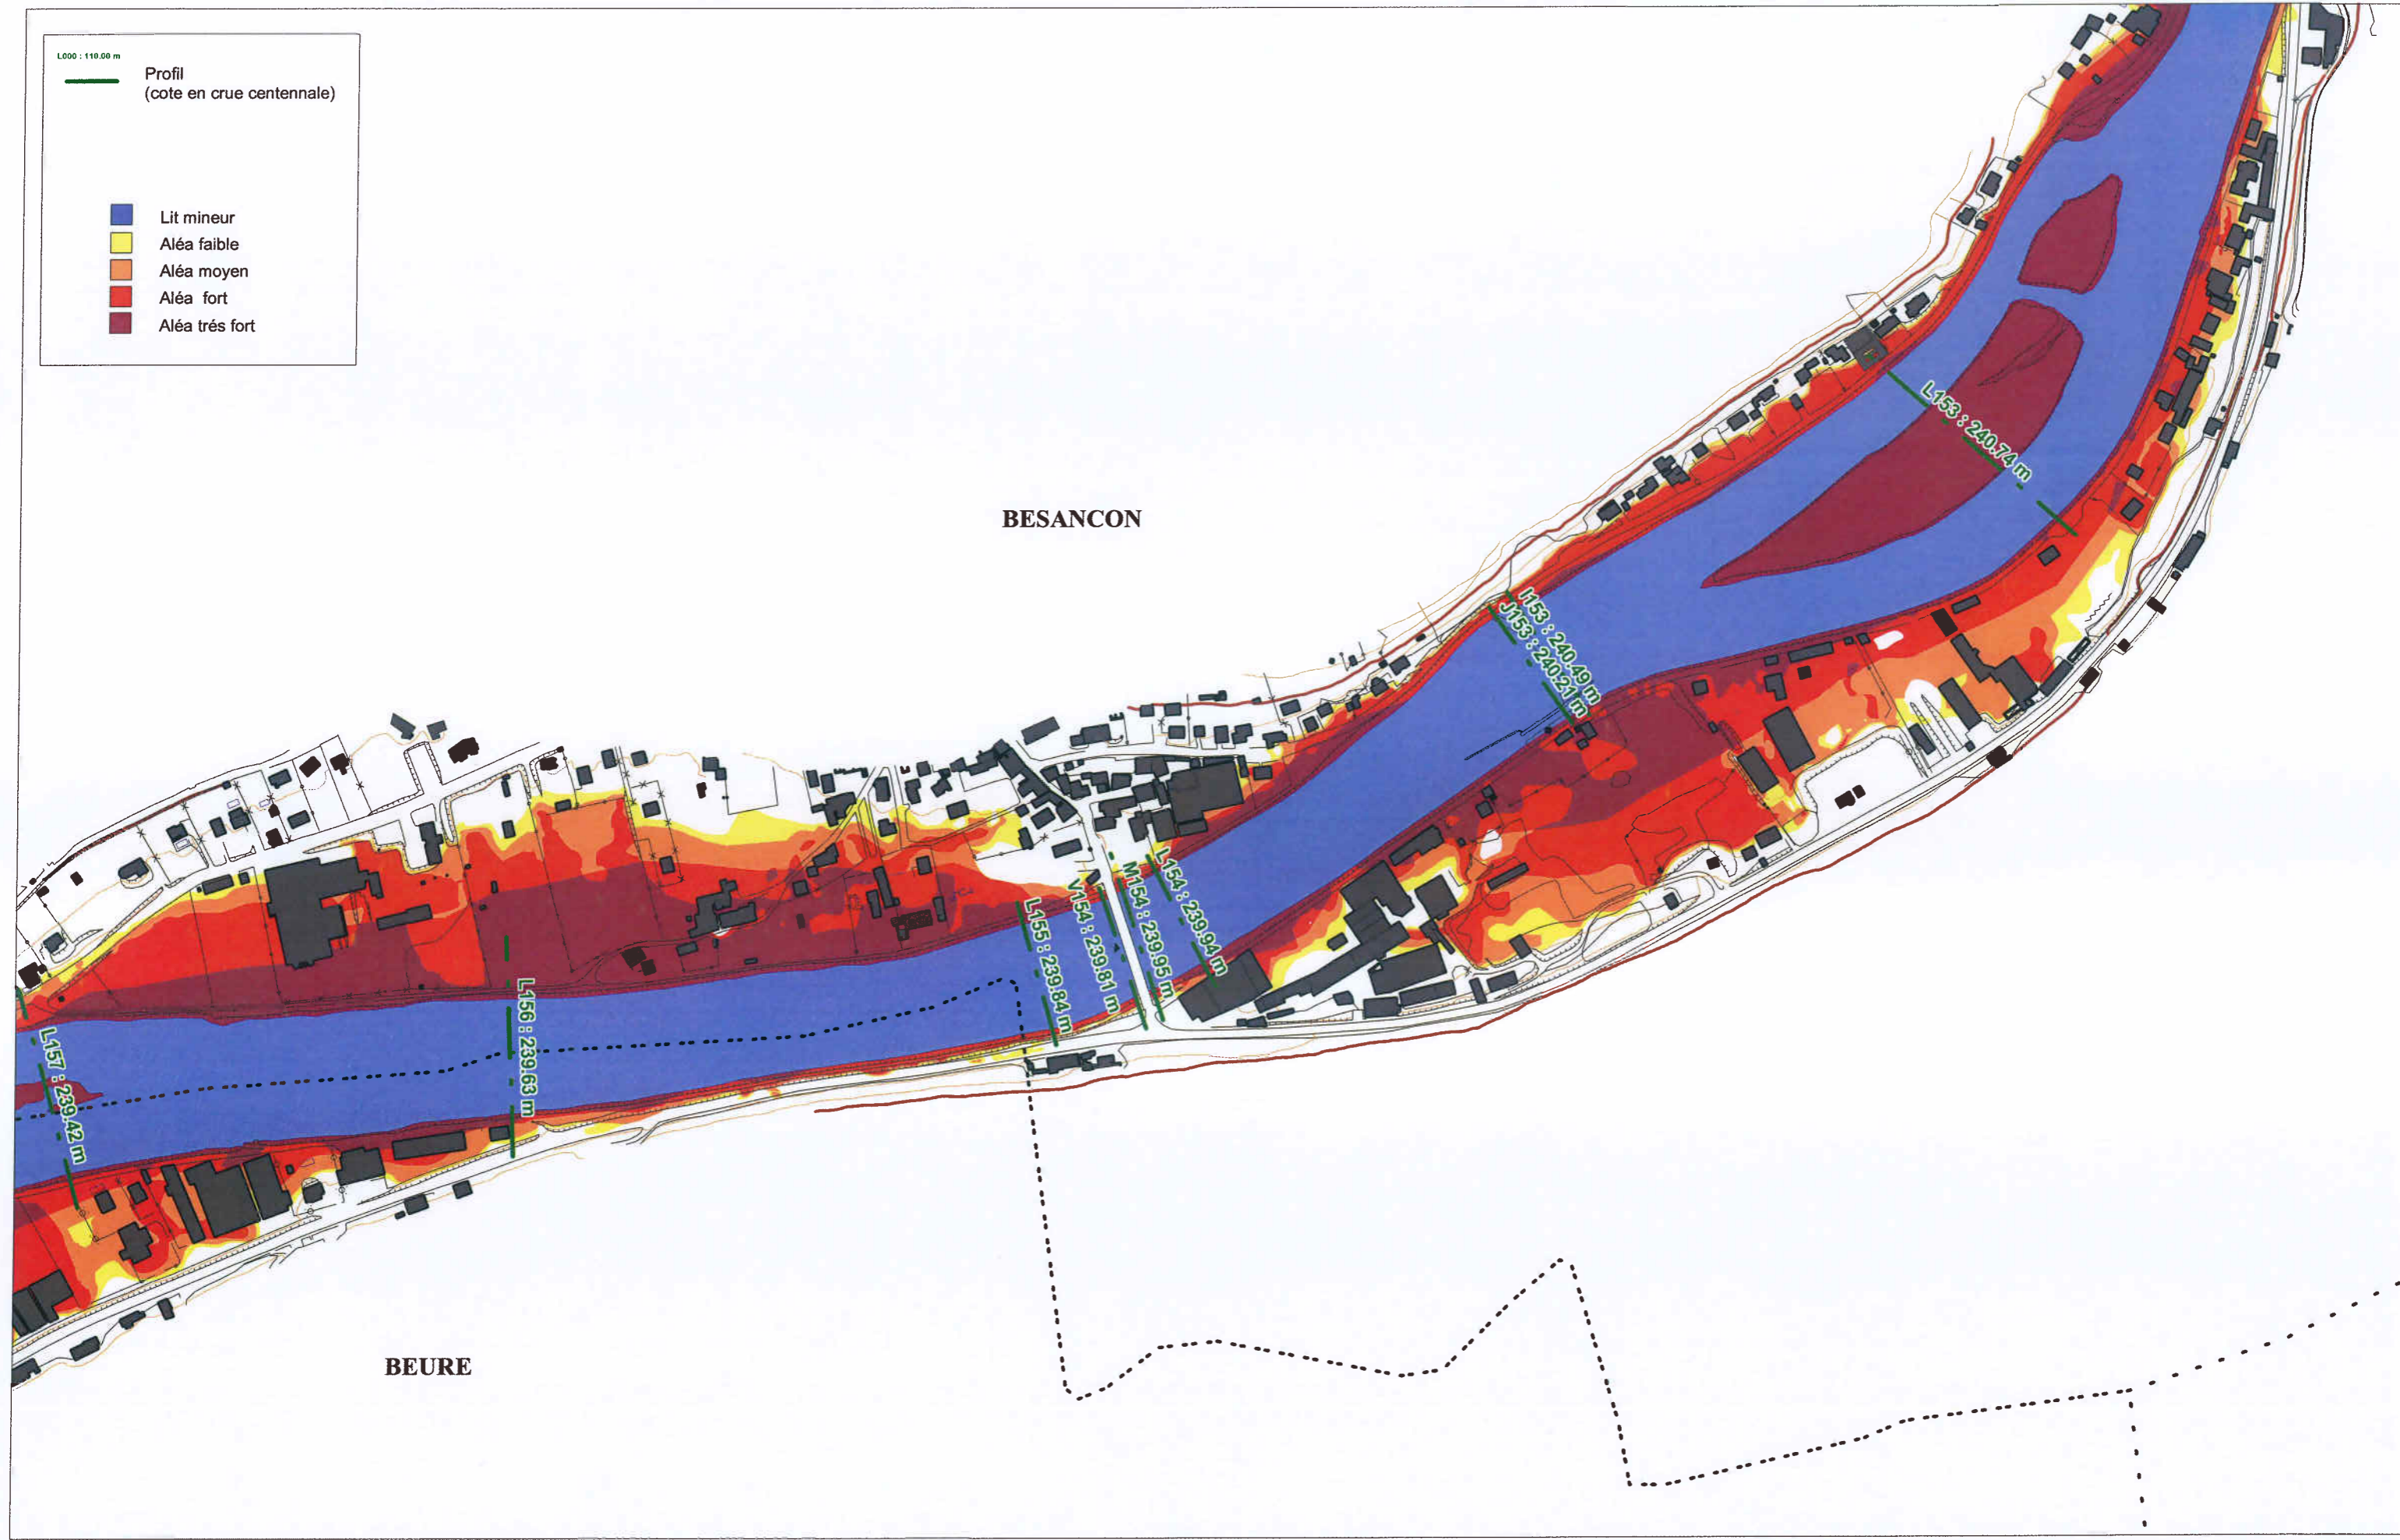 L000 : 110.00 m
Profil
(cote en crue centennale)
Lit mineur
Aléa faible
Aléa moyen
Aléa fort
Aléa trés fort
L153 : 240.74 m
BESANCON
I153 : 240.49 m
J153 : 240.21 m
L154 : 239.94 m
M154 : 239.95 m
V154 : 239.81 m
L155 : 239.84 m
L156 : 239.63 m
L157 : 239.42 m
BEURE